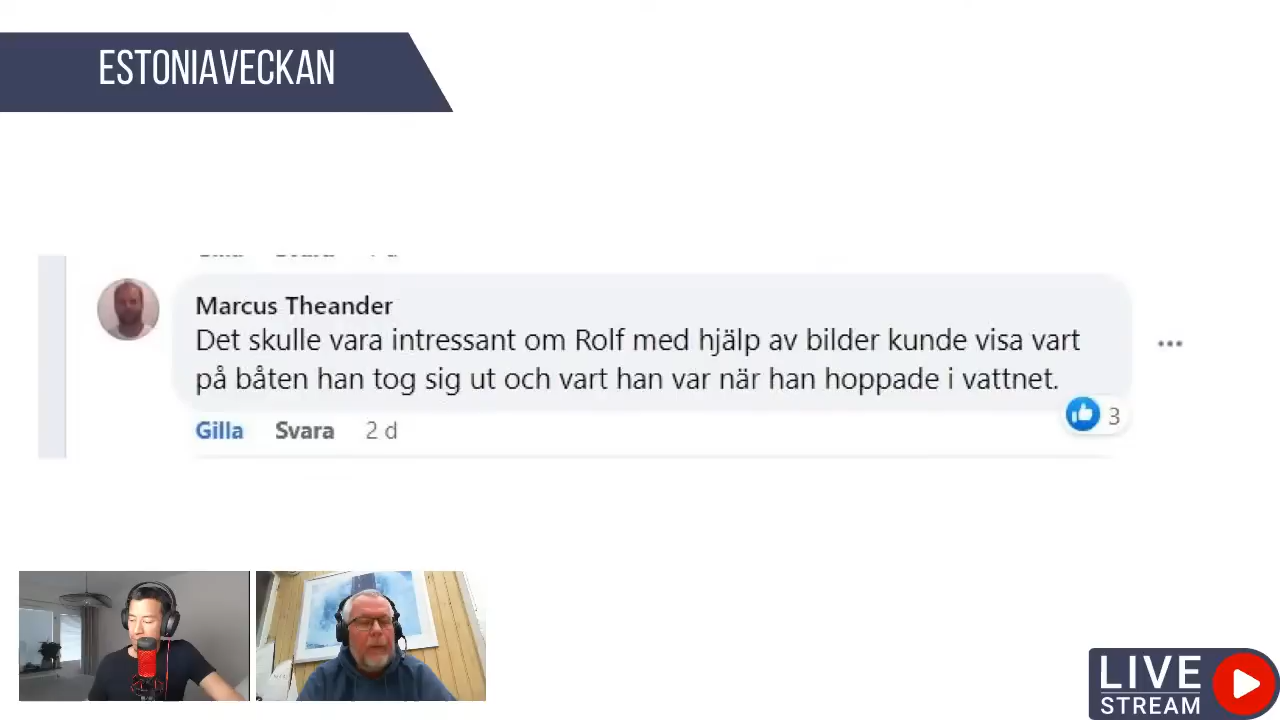 ESTONIAVECKAN
Marcus Theander
Det skulle vara intressant om Rolf med hjälp av bilder kunde visa vart
på båten han tog sig ut och vart han var när han hoppade i vattnet.
Gilla Svara 2 d
3
LIVE
STREAM